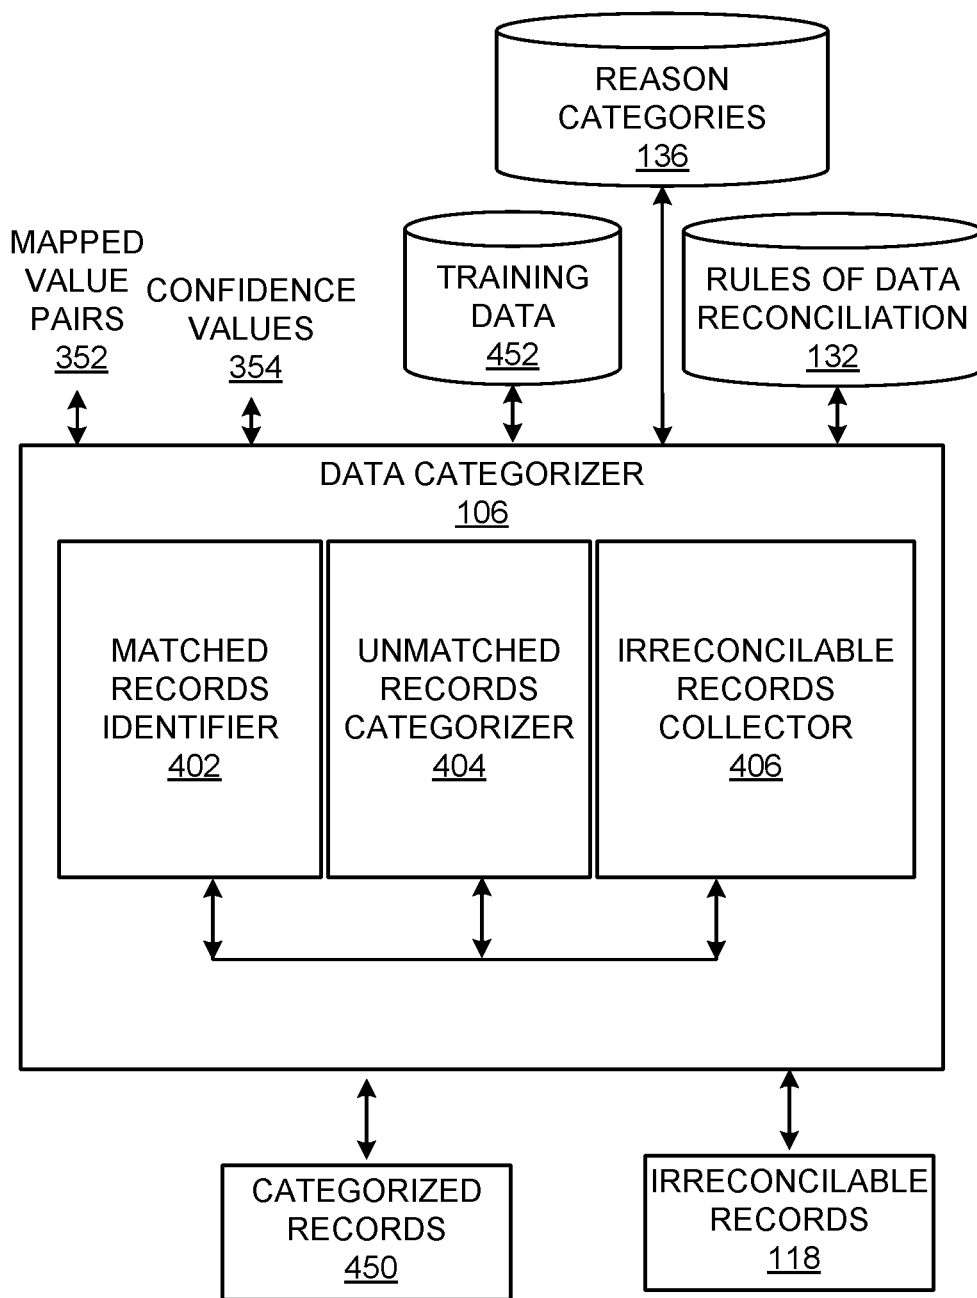 REASON
CATEGORIES
136
MAPPED
VALUE
PAIRS
352
CONFIDENCE
VALUES
354
TRAINING
DATA
452
RULES OF DATA
RECONCILIATION
132
DATA CATEGORIZER
106
MATCHED
RECORDS
IDENTIFIER
402
UNMATCHED
RECORDS
CATEGORIZER
404
IRRECONCILABLE
RECORDS
COLLECTOR
406
CATEGORIZED
RECORDS
450
IRRECONCILABLE
RECORDS
118